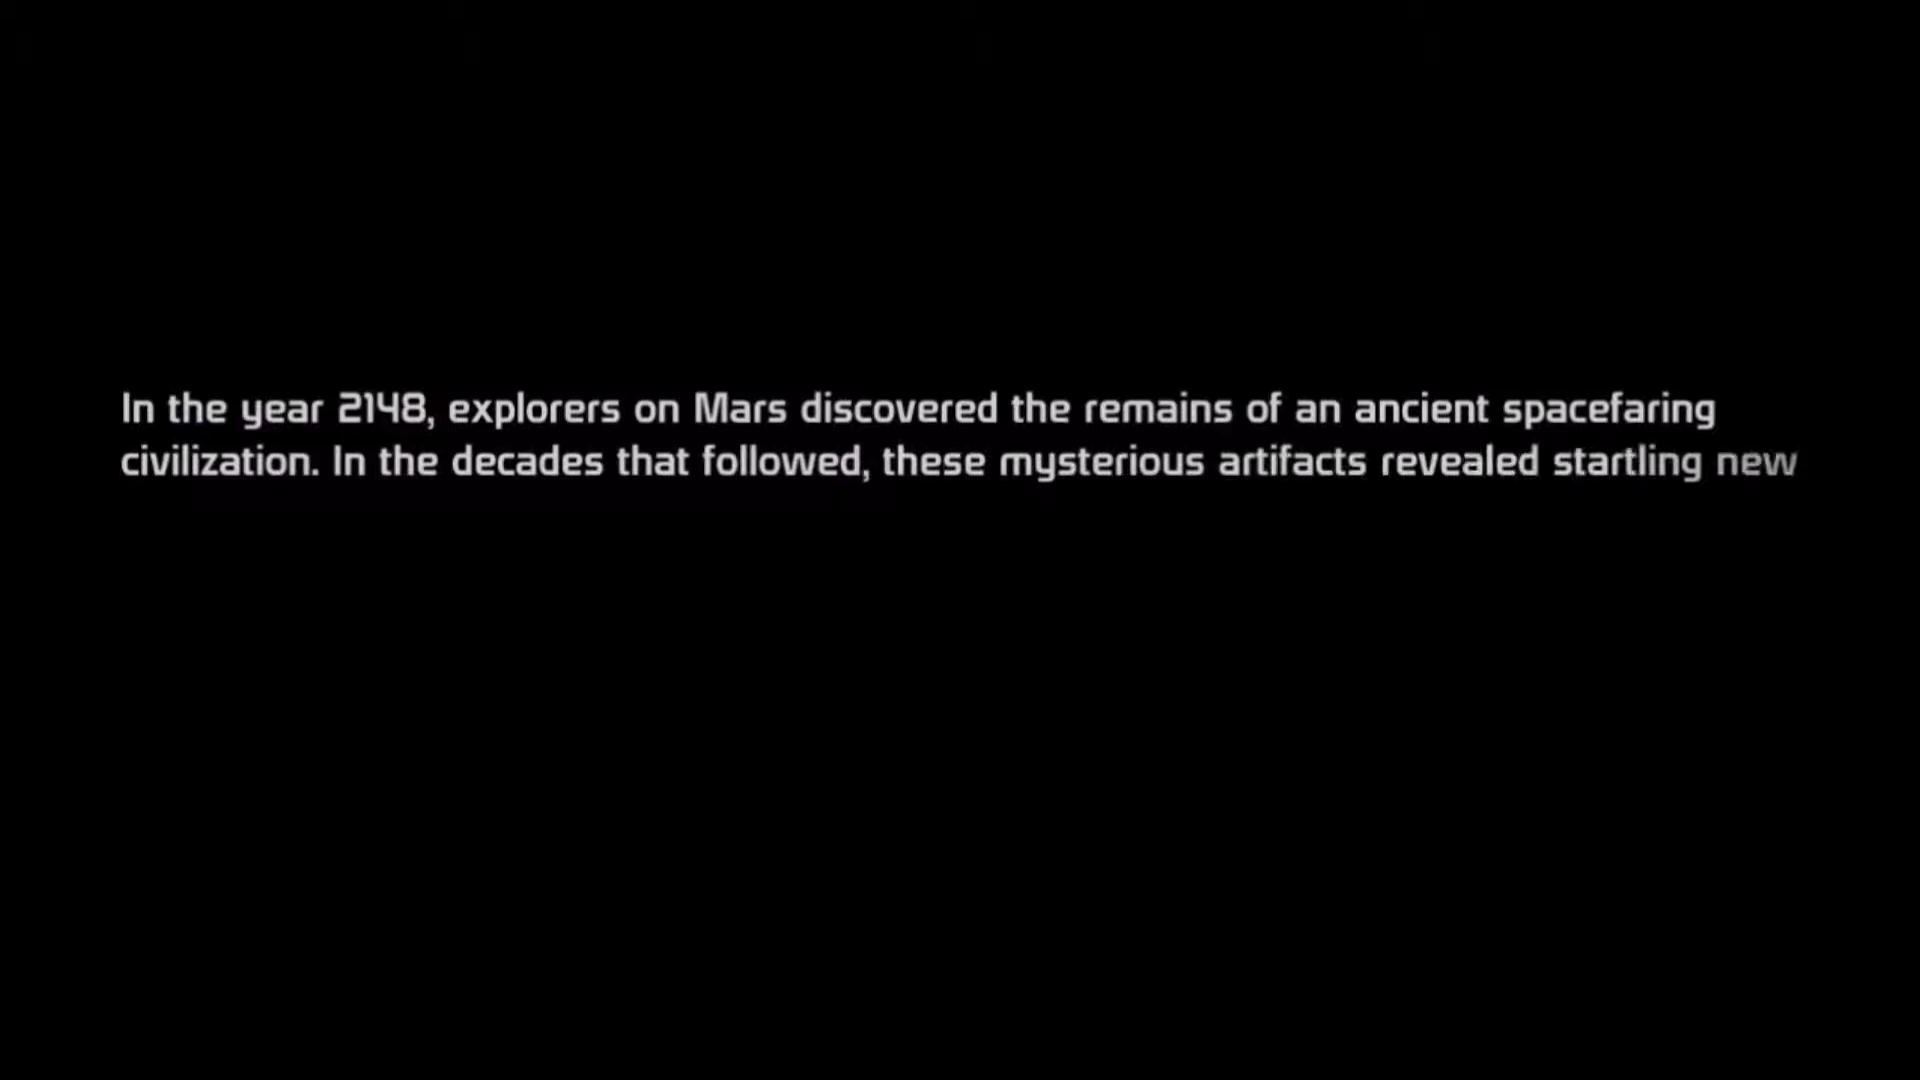 In the year 2148, explorers on Mars discovered the remains of an ancient spacefaring
civilization. In the decades that followed, these mysterious artifacts revealed startling new